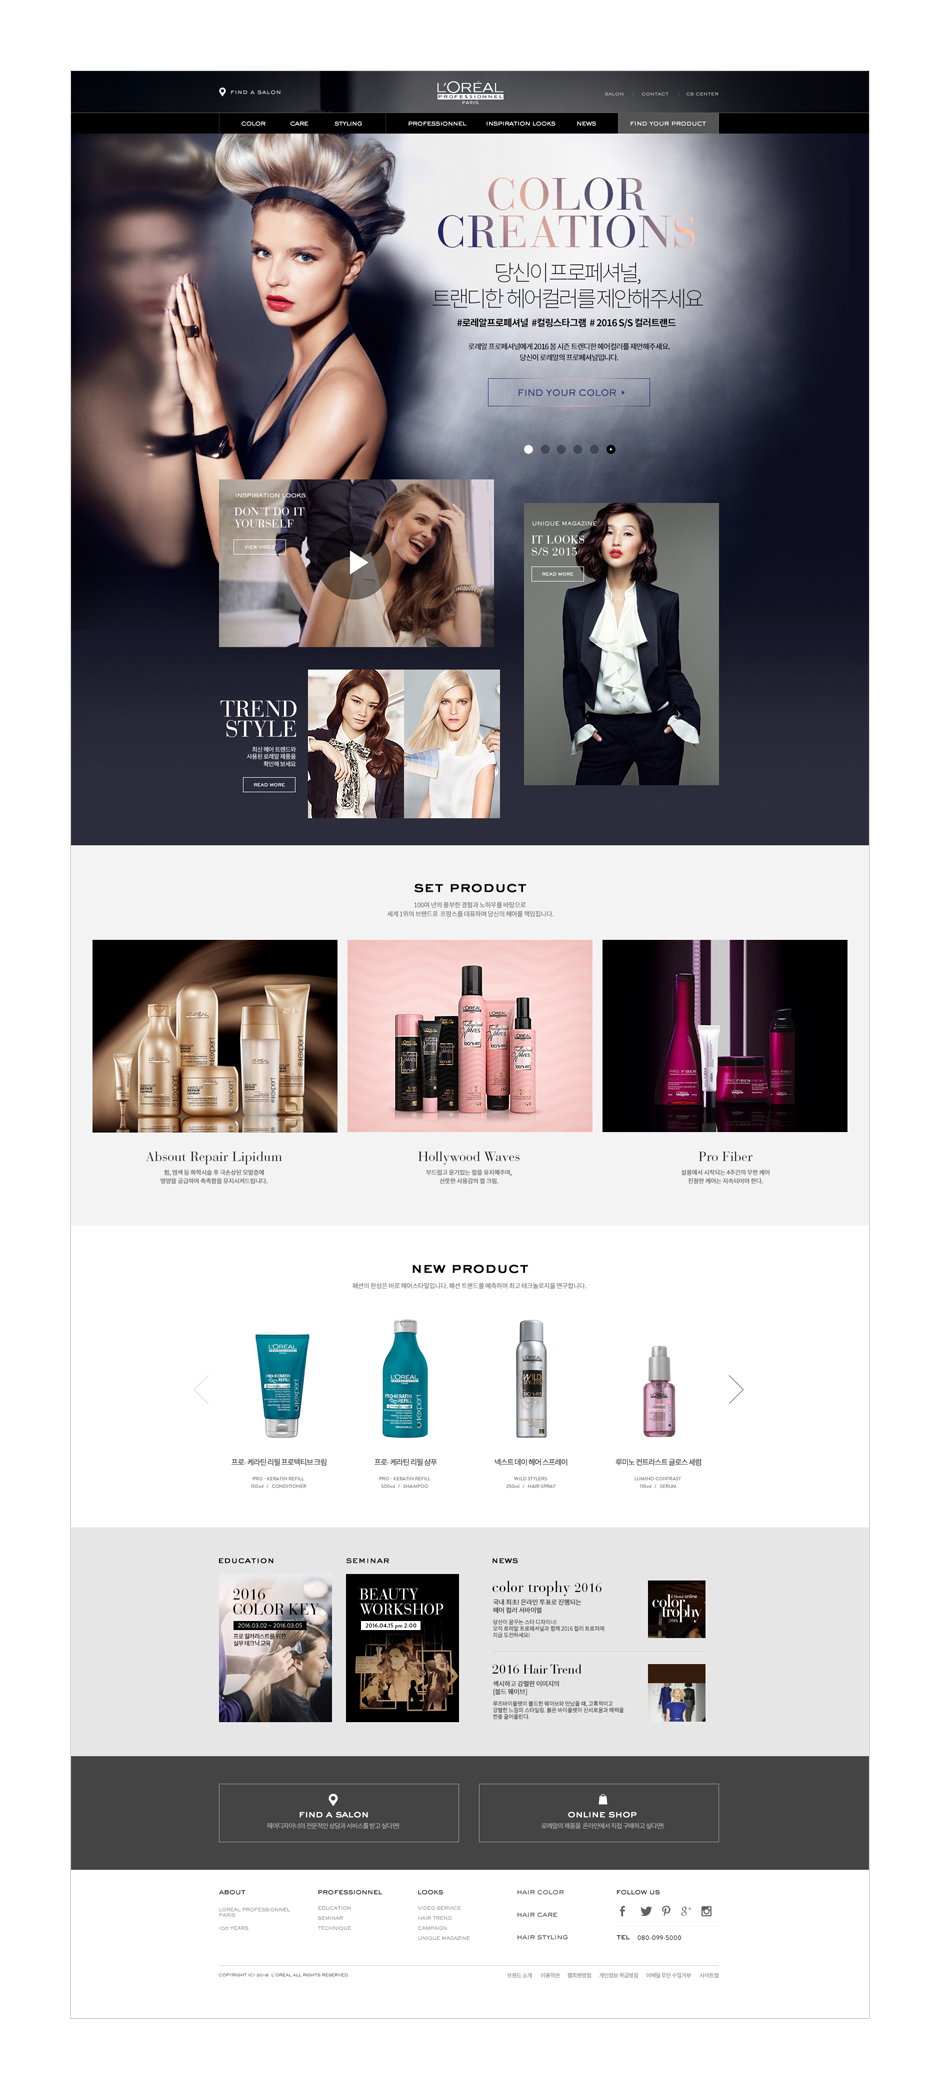 FIND A SALON
L'ORÉAL
PROFESSIONNEL
PARIS
SALON
CONTACT
CS CENTER
COLOR
CARE
STYLING
PROFESSIONNEL
INSPIRATION LOOKS
NEWS
FIND YOUR PRODUCT
COLOR
CREATIONS
당신이 프로페셔널,
트랜디한 헤어컬러를 제안해주세요
#로레알프로페셔널 #컬링스타그램 # 2016 S/S 컬러트랜드
로레알 프로페셔널에게 2016 봄 시즌 트랜디한 헤어컬러를 제안해주세요.
당신이 로레알의 프로페셔널입니다.
FIND YOUR COLOR
INSPIRATION LOOKS
DON'T DO IT
YOURSELF
VIEW VIDEO
UNIQUE MAGAZINE
IT LOOKS
S/S 2015
READ MORE
TREND
STYLE
최신 헤어 트랜드와
사용된 로레알 제품을
확인해 보세요
READ MORE
SET PRODUCT
100여 년의 풍부한 경험과 노하우를 바탕으로
세계 1위의 브랜드로 프랑스를 대표하며 당신의 헤어를 책임집니다.
Absout Repair Lipidum
펌, 염색 등 화학시술 후 극손상된 모발층에
영양을 공급하여 촉촉함을 유지시켜드립니다.
Hollywood Waves
부드럽고 윤기있는 컬을 유지해주며,
산뜻한 사용감의 컬 크림.
Pro Fiber
살롱에서 시작되는 4주간의 무한 케어
진정한 케어는 지속되어야 한다.
NEW PRODUCT
패션의 완성은 바로 헤어스타일입니다. 패션 트랜드를 예측하며 최고 테크놀로지을 연구합니다.
프로- 케라틴 리필 프로텍티브 크림
PRO - KERATIN REFILL
150ml / CONDITIONER
프로- 케라틴 리필 샴푸
PRO - KERATIN REFILL
500ml / SHAMPOO
넥스트 데이 헤어 스프레이
WILD STYLERS
250ml / HAIR SPRAY
루미노 컨트라스트 글로스 세럼
LUMINO CONTRAST
110ml / SERUM
EDUCATION
2016
COLOR KEY
2016.03.02 ~ 2016.03.05
프로 컬러리스트를 위한
실무 테크닉 교육
SEMINAR
BEAUTY
WORKSHOP
2016.04.15 pm 2:00
NEWS
color trophy 2016
국내 최초! 온라인 투표로 진행되는
헤어 컬러 서바이벌
당신이 꿈꾸는 스타 디자이너!
오직 로레알 프로페셔널과 함께 2016 컬러 트로피에
지금 도전하세요!
color
trophy
2016 Hair Trend
섹시하고 강렬한 이미지의
[볼드 웨이브]
루즈바이올렛이 볼드한 웨이브와 만났을 때, 고혹적이고
강렬한 느낌의 스타일링. 붉은 바이올렛이 신비로움과 매력을
한층 끌어올린다.
FIND A SALON
헤어디자이너의 전문적인 상담과 서비스를 받고 싶다면!
ONLINE SHOP
로레알의 제품을 온라인에서 직접 구매하고 싶다면!
ABOUT
LOREAL PROFESSIONNEL
PARIS
100 YEARS
PROFESSIONNEL
EDUCATION
SEMINAR
TECHNIQUE
LOOKS
VIDEO SERVICE
HAIR TREND
CAMPAIGN
UNIQUE MAGAZINE
HAIR COLOR
HAIR CARE
HAIR STYLING
FOLLOW US
TEL 080-099-5000
COPYRIGHT (C) 2016 L'OREAL ALL RIGHTS RESERVED
브랜드 소개
이용약관
웹회원방침
개인정보 취급방침
이메일 무단 수집거부
사이트맵